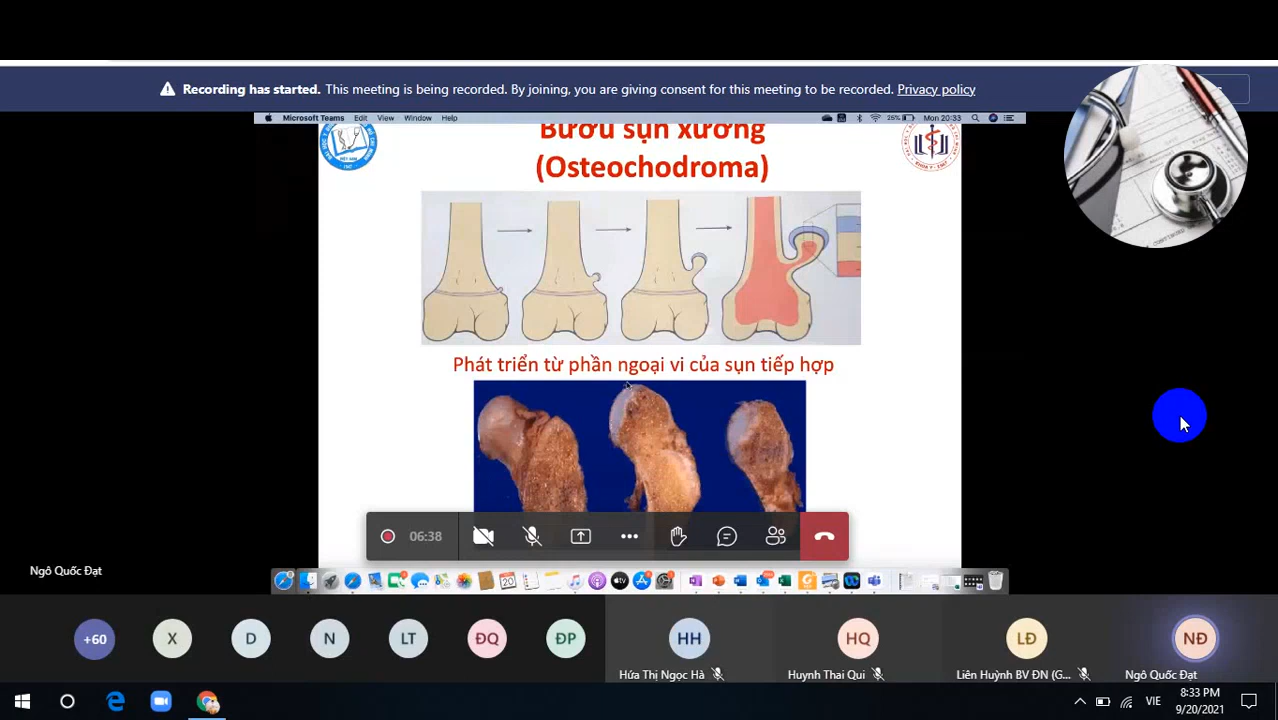 Recording has started. This meeting is being recorded. By joining, you are giving consent for this meeting to be recorded. Privacy policy
Microsoft Teams Edit View Window Help
25% Mon 20:33
Bướu sụn xương
(Osteochodroma)
Phát triển từ phần ngoại vi của sụn tiếp hợp
06:38
Ngô Quốc Đạt
+60
X
D
N
LT
ĐQ
ĐP
HH
HQ
LĐ
NĐ
Hứa Thị Ngọc Hà
Huynh Thai Qui
Liên Huỳnh BV ĐN (G...
Ngô Quốc Đạt
VIE
8:33 PM
9/20/2021